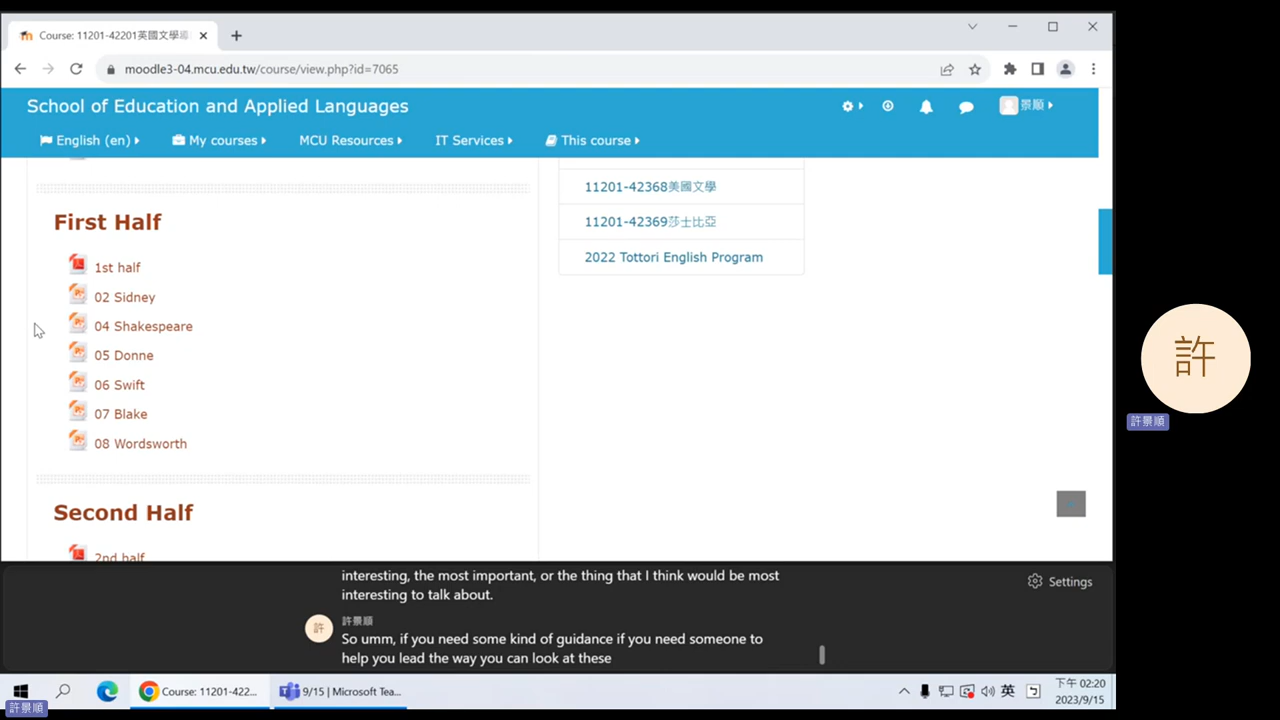 Course: 11201-42201英國文學導
moodle3-04.mcu.edu.tw/course/view.php?id=7065
School of Education and Applied Languages
景順
English (en)
My courses
MCU Resources
IT Services
This course
11201-42368美國文學
11201-42369莎士比亞
2022 Tottori English Program
First Half
1st half
02 Sidney
04 Shakespeare
05 Donne
06 Swift
07 Blake
08 Wordsworth
Second Half
2nd half
許
許景順
interesting, the most important, or the thing that I think would be most
interesting to talk about.
Settings
許
許景順
So umm, if you need some kind of guidance if you need someone to
help you lead the way you can look at these
Course: 11201-422...
9/15 | Microsoft Tea...
英
下午 02:20
2023/9/15
許景順